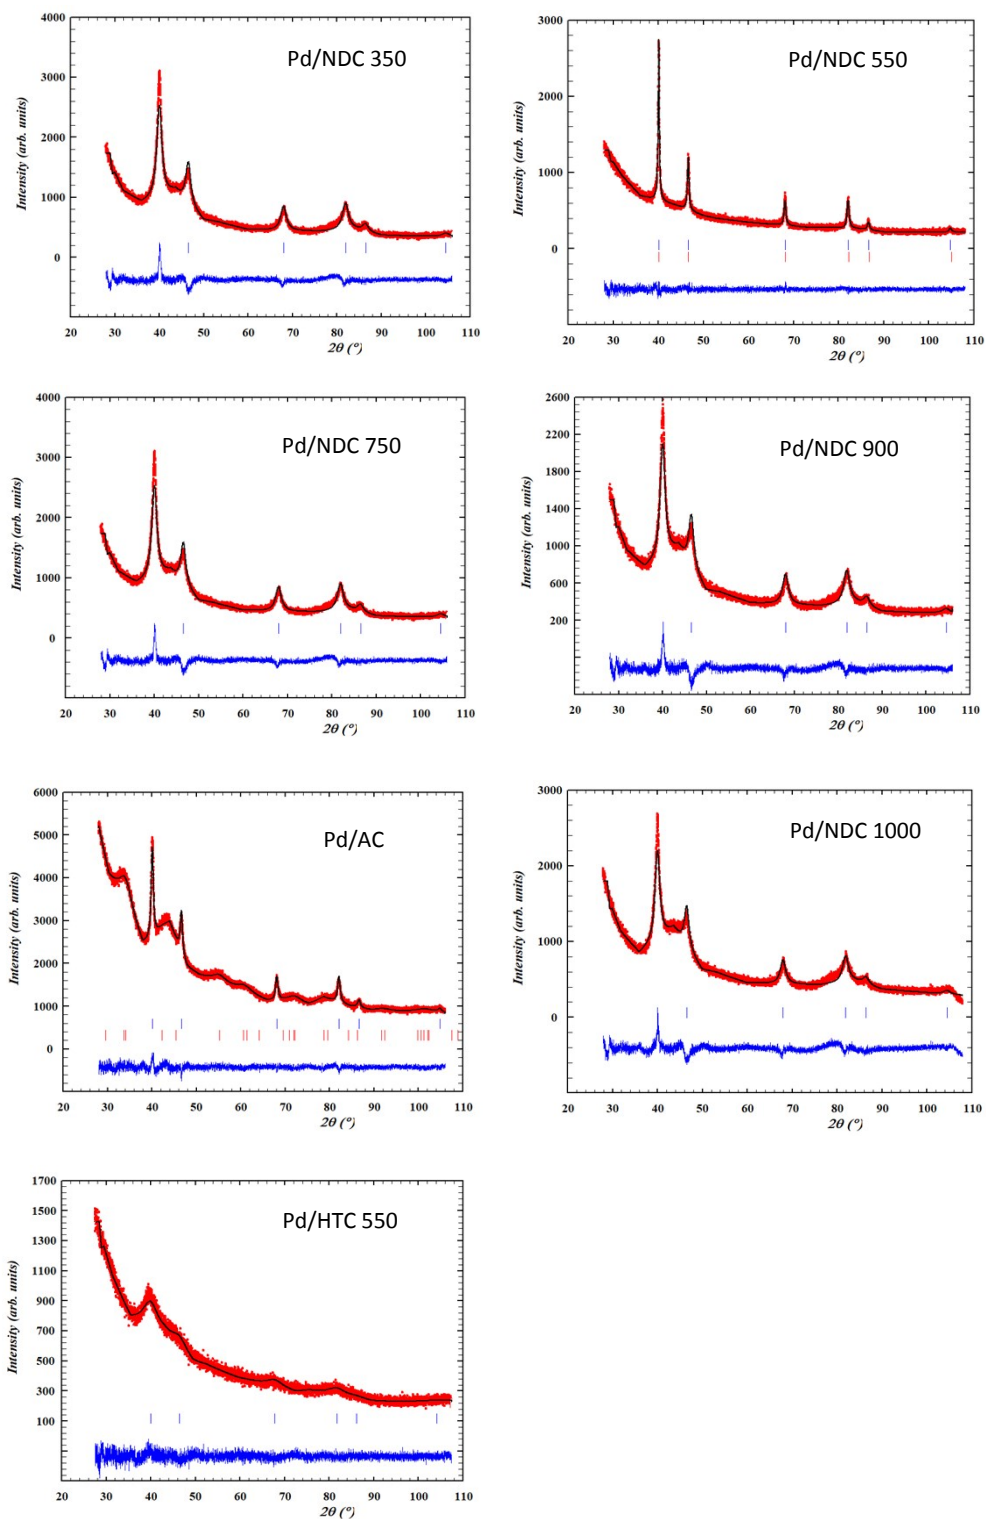 4000
3000
2000
1000
0
Intensity (arb. units)
Pd/NDC 350
20 30 40 50 60 70 80 90 100 110
2θ (°)
3000
2000
1000
0
Intensity (arb. units)
Pd/NDC 550
20 30 40 50 60 70 80 90 100 110
2θ (°)
4000
3000
2000
1000
0
Intensity (arb. units)
Pd/NDC 750
20 30 40 50 60 70 80 90 100 110
2θ (°)
2600
2200
1800
1400
1000
600
200
Intensity (arb. units)
Pd/NDC 900
20 30 40 50 60 70 80 90 100 110
2θ (°)
6000
5000
4000
3000
2000
1000
0
Intensity (arb. units)
Pd/AC
20 30 40 50 60 70 80 90 100 110
2θ (°)
3000
2000
1000
0
Intensity (arb. units)
Pd/NDC 1000
20 30 40 50 60 70 80 90 100 110
2θ (°)
1700
1500
1300
1100
900
700
500
300
100
Intensity (arb. units)
Pd/HTC 550
20 30 40 50 60 70 80 90 100 110
2θ (°)